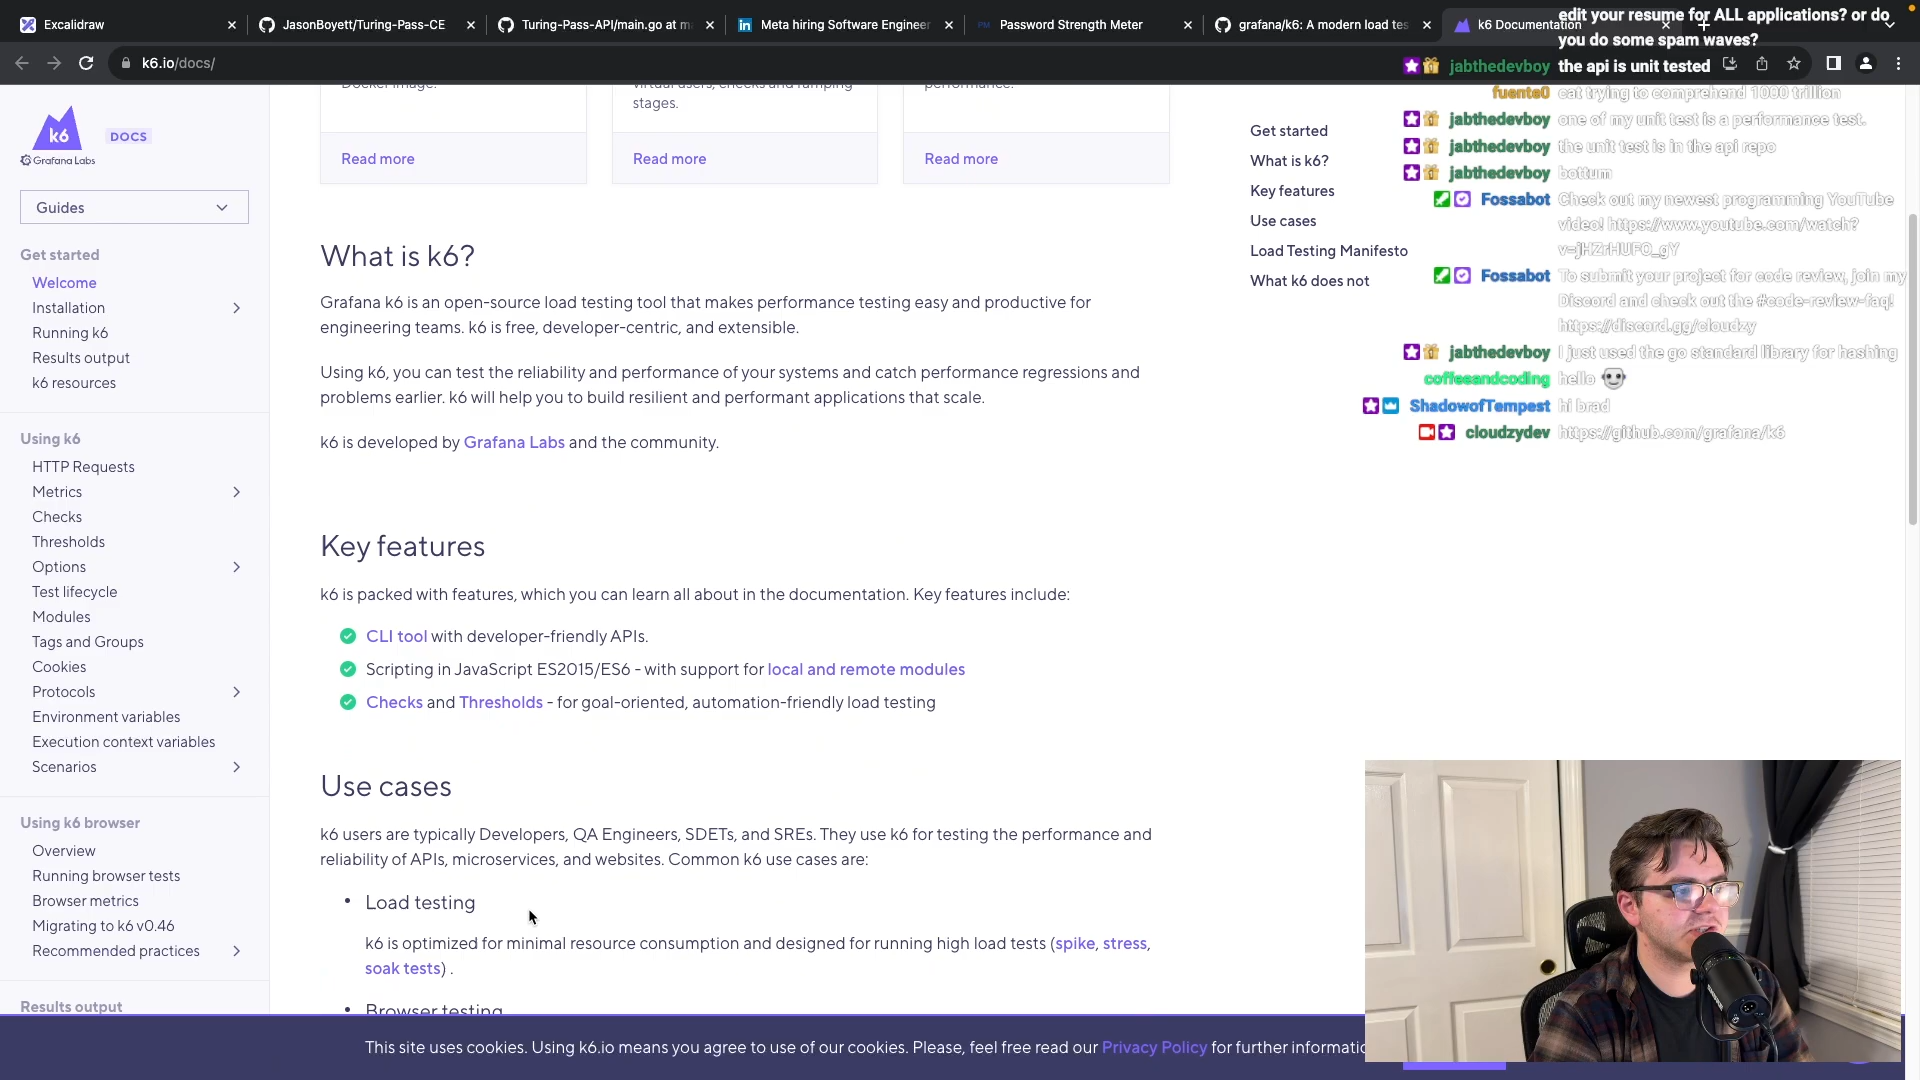 Excalidraw
JasonBoyett/Turing-Pass-CE
Turing-Pass-API/main.go at m
Meta hiring Software Engineer
PM Password Strength Meter
grafana/k6: A modern load tes
k6 Documentation
k6.io/docs/
k6
Grafana Labs
DOCS
Guides
Get started
Welcome
Installation
Running k6
Results output
k6 resources
Using k6
HTTP Requests
Metrics
Checks
Thresholds
Options
Test lifecycle
Modules
Tags and Groups
Cookies
Protocols
Environment variables
Execution context variables
Scenarios
Using k6 browser
Overview
Running browser tests
Browser metrics
Migrating to k6 v0.46
Recommended practices
Results output
Docker image.
virtual users, checks and ramping
stages.
performance.
Read more
Read more
Read more
What is k6?
Grafana k6 is an open-source load testing tool that makes performance testing easy and productive for
engineering teams. k6 is free, developer-centric, and extensible.
Using k6, you can test the reliability and performance of your systems and catch performance regressions and
problems earlier. k6 will help you to build resilient and performant applications that scale.
k6 is developed by Grafana Labs and the community.
Key features
k6 is packed with features, which you can learn all about in the documentation. Key features include:
CLI tool with developer-friendly APIs.
Scripting in JavaScript ES2015/ES6 - with support for local and remote modules
Checks and Thresholds - for goal-oriented, automation-friendly load testing
Use cases
k6 users are typically Developers, QA Engineers, SDETs, and SREs. They use k6 for testing the performance and
reliability of APIs, microservices, and websites. Common k6 use cases are:
• Load testing
k6 is optimized for minimal resource consumption and designed for running high load tests (spike, stress,
soak tests) .
• Browser testing
This site uses cookies. Using k6.io means you agree to use of our cookies. Please, feel free read our Privacy Policy for further informatio
Get started
What is k6?
Key features
Use cases
Load Testing Manifesto
What k6 does not
edit your resume for ALL applications? or do
you do some spam waves?
jabthedevboy the api is unit tested
fuente0 cat trying to comprehend 1000 trillion
jabthedevboy one of my unit test is a performance test.
jabthedevboy the unit test is in the api repo
jabthedevboy bottum
Fossabot Check out my newest programming YouTube
video! https://www.youtube.com/watch?
v=jHZrHUFO_gY
Fossabot To submit your project for code review, join my
Discord and check out the #code-review-faq!
https://discord.gg/cloudzy
jabthedevboy I just used the go standard library for hashing
coffeeandcoding hello
ShadowofTempest hi brad
cloudzydev https://github.com/grafana/k6